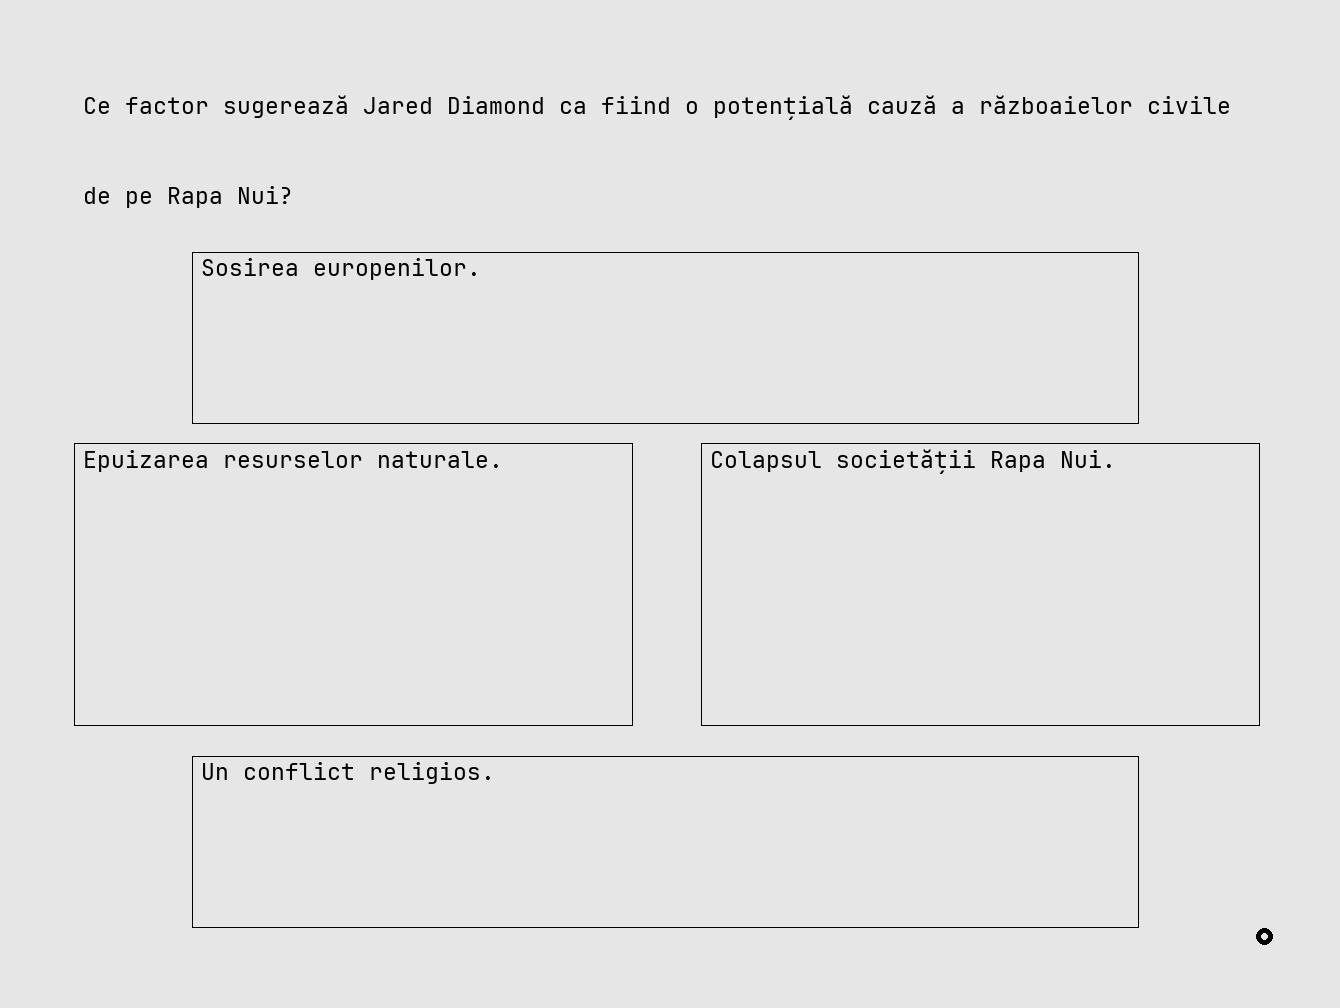 Ce factor sugerează Jared Diamond ca fiind o potențială cauză a războaielor civile
de pe Rapa Nui?
Sosirea europenilor.
Epuizarea resurselor naturale.
Colapsul societății Rapa Nui.
Un conflict religios.